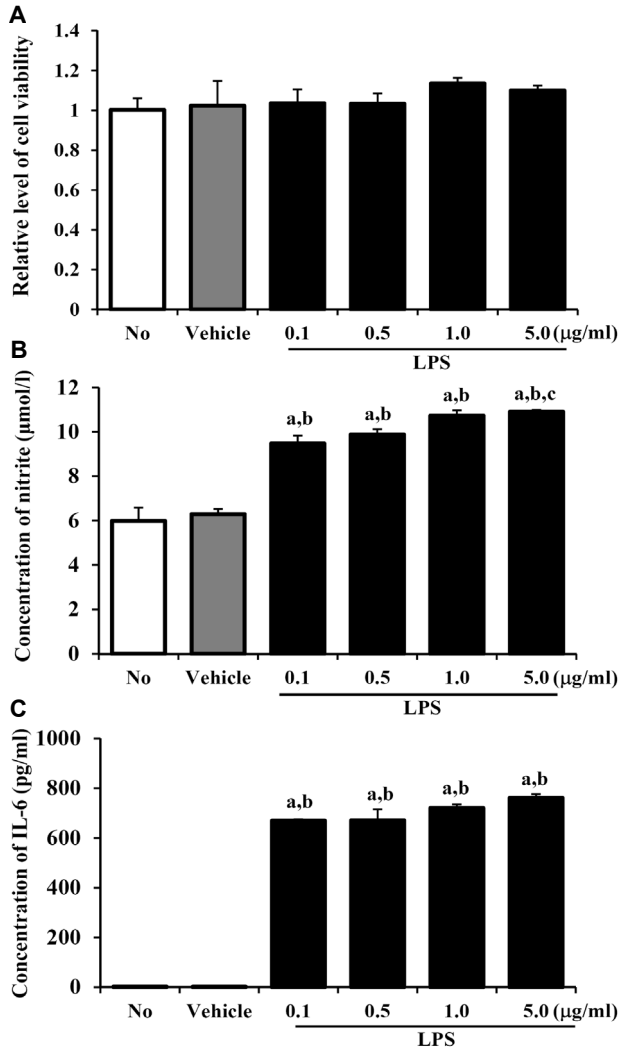 A
Relative level of cell viability
1.4
1.2
1
0.8
0.6
0.4
0.2
0
No Vehicle 0.1 0.5 1.0 5.0 (μg/ml)
LPS
B
Concentration of nitrite (μmol/l)
12
10
8
6
4
2
0
a,b a,b a,b a,b,c
No Vehicle 0.1 0.5 1.0 5.0 (μg/ml)
LPS
C
Concentration of IL-6 (pg/ml)
1000
800
600
400
200
0
a,b a,b a,b a,b
No Vehicle 0.1 0.5 1.0 5.0 (μg/ml)
LPS